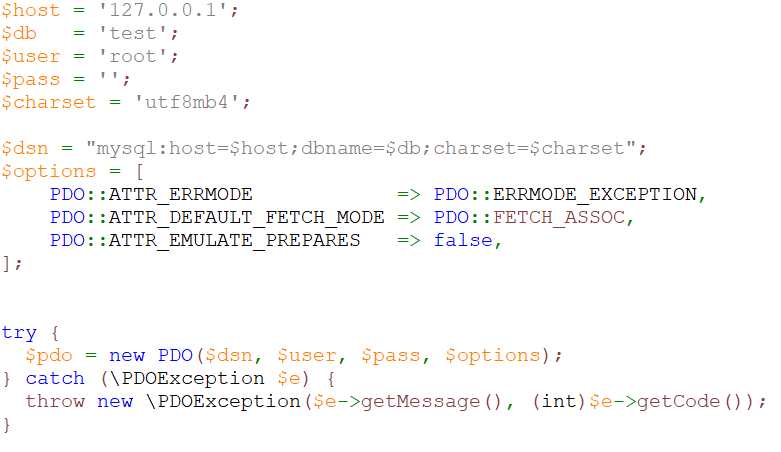 $host = '127.0.0.1';
$db   = 'test';
$user = 'root';
$pass = '';
$charset = 'utf8mb4';

$dsn = "mysql:host=$host;dbname=$db;charset=$charset";
$options = [
    PDO::ATTR_ERRMODE            => PDO::ERRMODE_EXCEPTION,
    PDO::ATTR_DEFAULT_FETCH_MODE => PDO::FETCH_ASSOC,
    PDO::ATTR_EMULATE_PREPARES   => false,
];


try {
  $pdo = new PDO($dsn, $user, $pass, $options);
} catch (\PDOException $e) {
  throw new \PDOException($e->getMessage(), (int)$e->getCode());
}